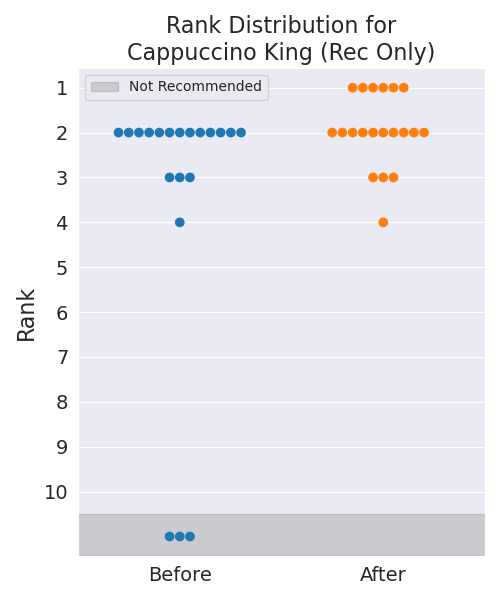 Rank Distribution for
Cappuccino King (Rec Only)
Not Recommended
1
2
3
4
5
6
7
8
9
10
Rank
Before
After